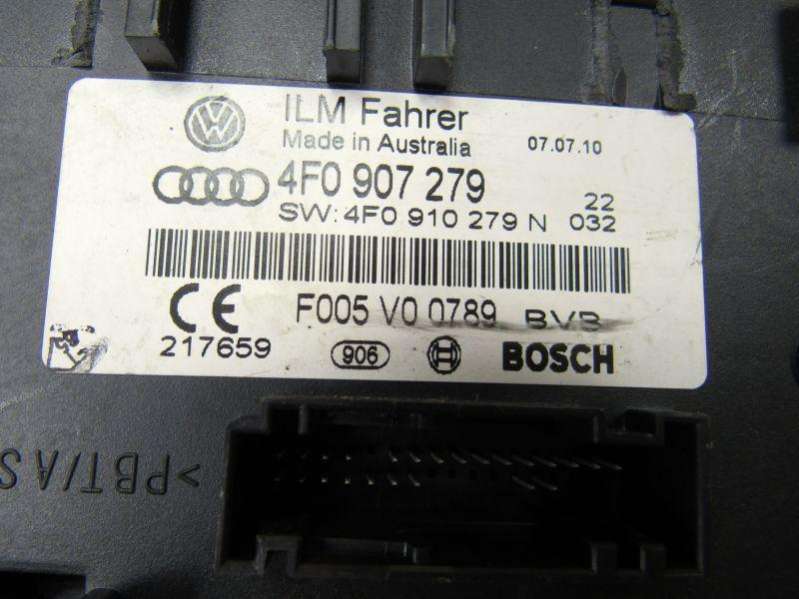 ILM Fahrer
Made in Australia 07.07.10
4F0 907 279 22
SW: 4F0 910 279 N 032
CE F005 V0 0789 BVB
217659 906 BOSCH
>PBT/AS